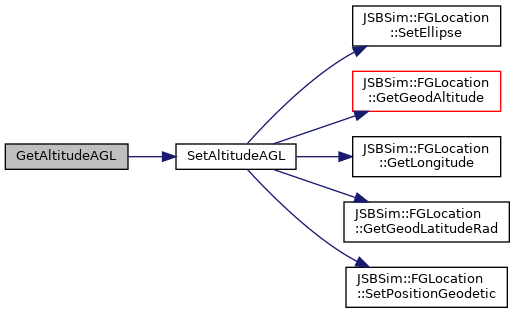 JSBSim::FGLocation
::SetEllipse
JSBSim::FGLocation
::GetGeodAltitude
GetAltitudeAGL
SetAltitudeAGL
JSBSim::FGLocation
::GetLongitude
JSBSim::FGLocation
::GetGeodLatitudeRad
JSBSim::FGLocation
::SetPositionGeodetic